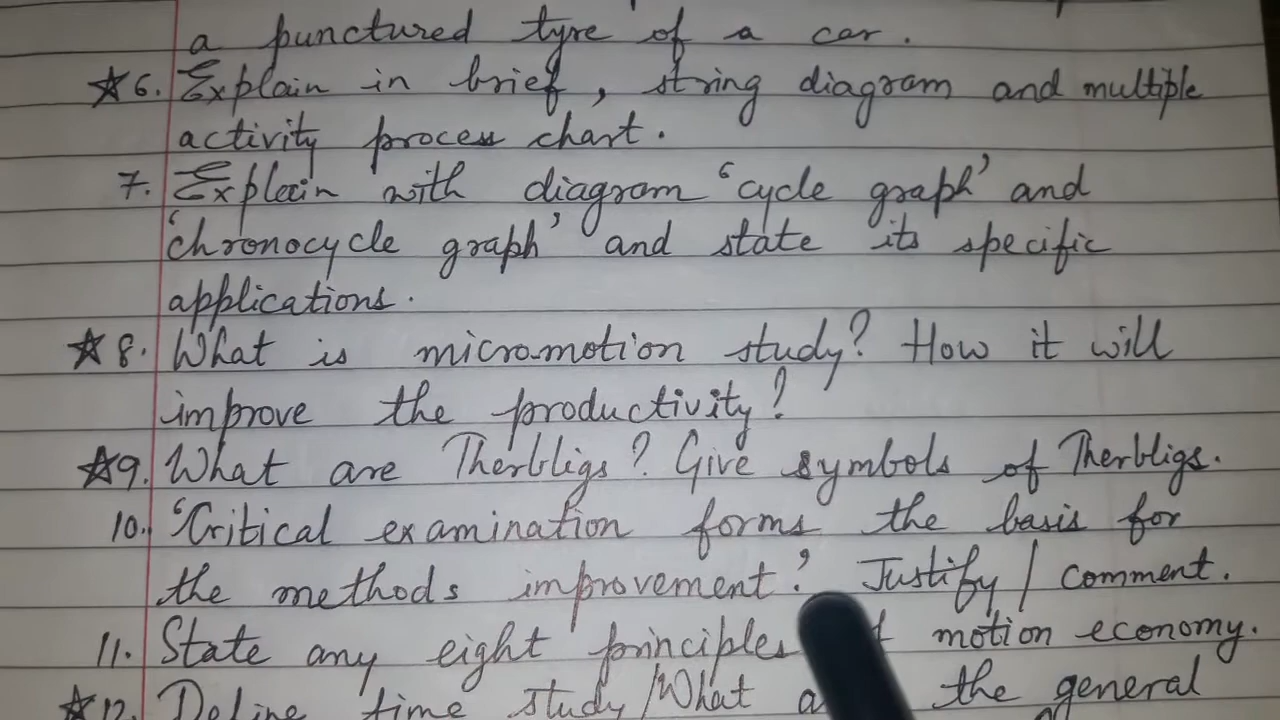 a punctured tyre of a car.
☆6. Explain in brief, string diagram and multiple
activity process chart.
7. Explain with diagram 'cycle graph' and
'chronocycle graph' and state its specific
applications.
☆8. What is micromotion study? How it will
improve the productivity?
☆9. What are Therbligs? Give symbols of Therbligs.
10. 'Critical examination forms the basis for
the methods improvement.' Justify/comment.
11. State any eight principles motion economy.
☆12. Define time study/What the general